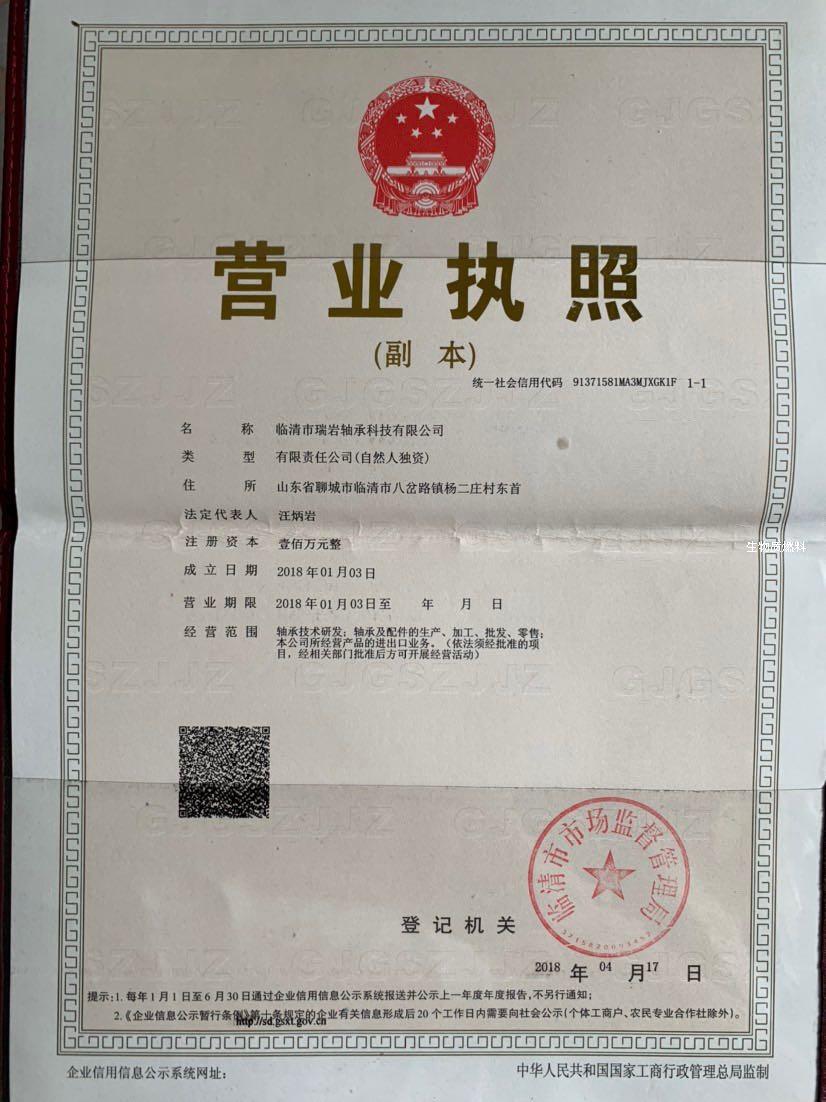 营业执照
(副 本)
统一社会信用代码 91371581MA3MJXGK1F 1-1
名 称 临清市瑞岩轴承科技有限公司
类 型 有限责任公司(自然人独资)
住 所 山东省聊城市临清市八岔路镇杨二庄村东首
法定代表人 汪炳岩
注册资本 壹佰万元整
生物质燃料
成立日期 2018年01月03日
营业期限 2018年01月03日至 年 月 日
经营范围 轴承技术研发；轴承及配件的生产、加工、批发、零售；
本公司所经营产品的进出口业务。（依法须经批准的项
目，经相关部门批准后方可开展经营活动）
临清市市场监督管理局
登记机关
2018 年 04 月 17 日
提示：1. 每年1月1日至6月30日通过企业信用信息公示系统报送并公示上一年度年度报告，不另行通知；
2.《企业信息公示暂行条例》第十条规定的企业有关信息形成后20个工作日内需要向社会公示（个体工商户、农民专业合作社除外）。
http://sd.gsxt.gov.cn
企业信用信息公示系统网址：
中华人民共和国国家工商行政管理总局监制